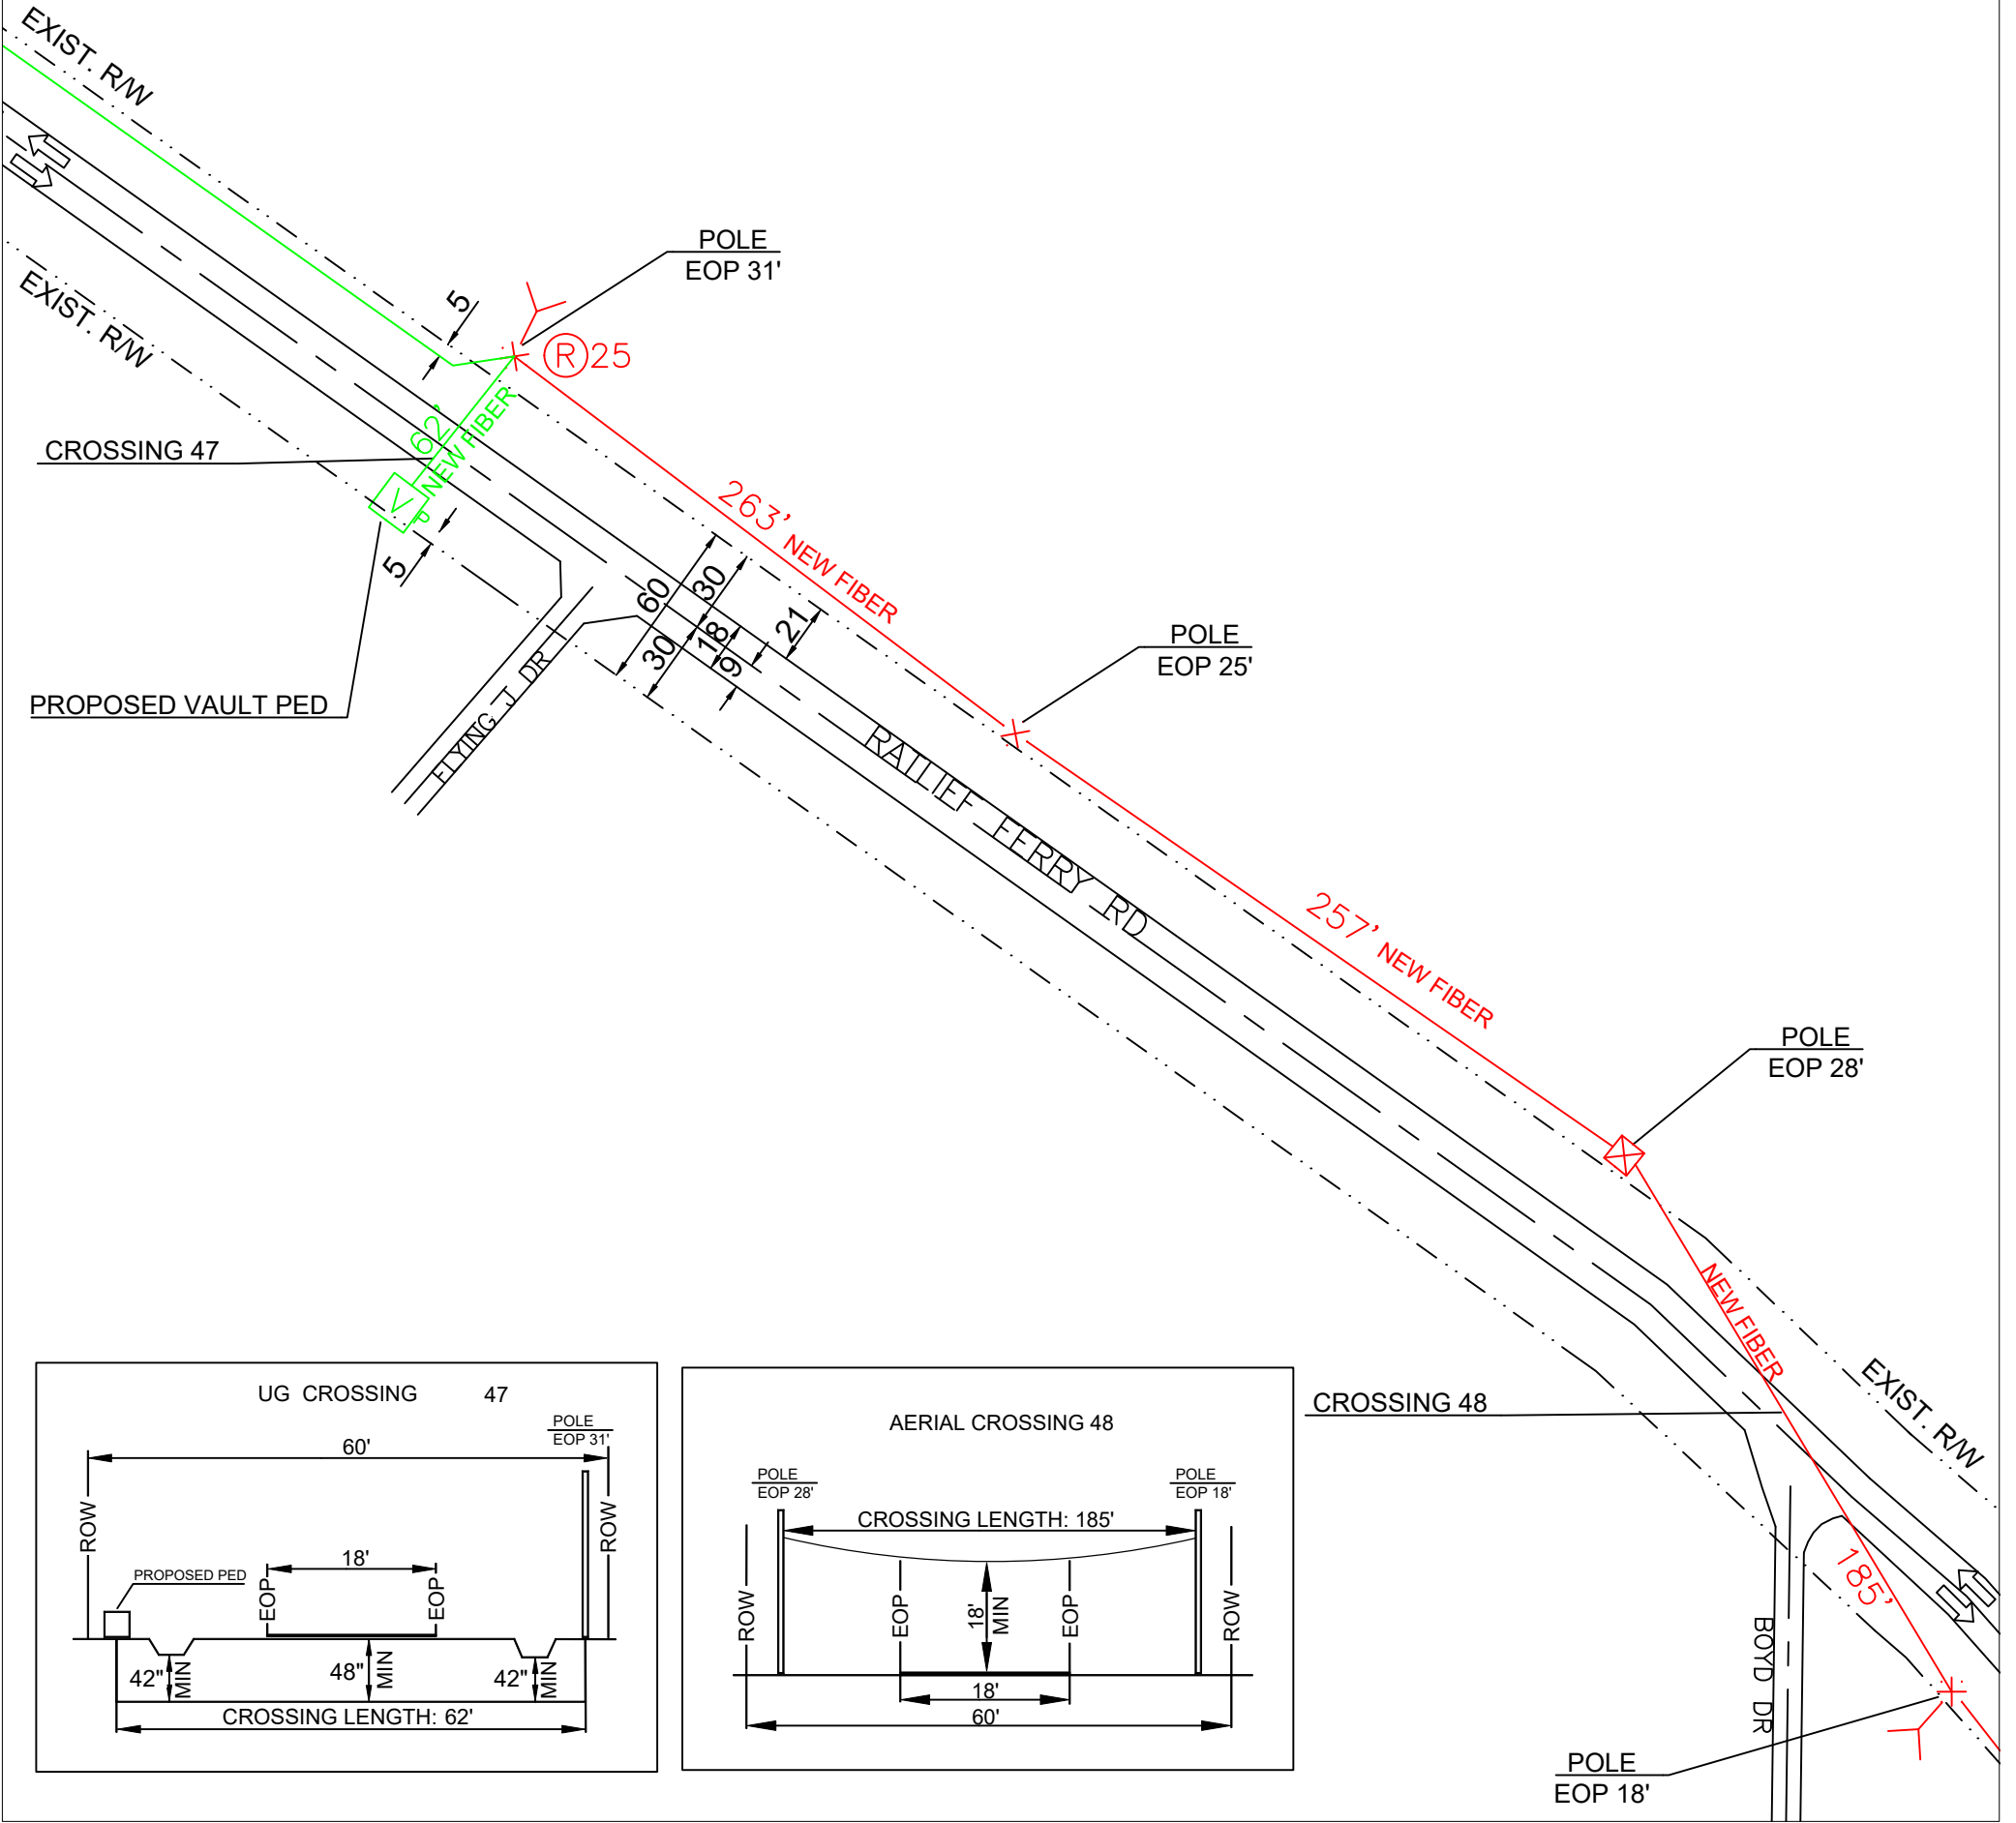 EXIST. R/W
EXIST. R/W
POLE
EOP 31'
5
R 25
62'
NEW FIBER
CROSSING 47
V
P
5
PROPOSED VAULT PED
FLYING J DR
263' NEW FIBER
60
30
30
18
9
21
POLE
EOP 25'
RATLIEF FERRY RD
257' NEW FIBER
POLE
EOP 28'
NEW FIBER
EXIST. R/W
CROSSING 48
185'
BOYD DR
POLE
EOP 18'
UG CROSSING 47
POLE
EOP 31'
60'
ROW
ROW
PROPOSED PED
18'
EOP
EOP
42" MIN
48" MIN
42" MIN
CROSSING LENGTH: 62'
AERIAL CROSSING 48
POLE
EOP 28'
POLE
EOP 18'
CROSSING LENGTH: 185'
ROW
EOP
18' MIN
EOP
ROW
18'
60'